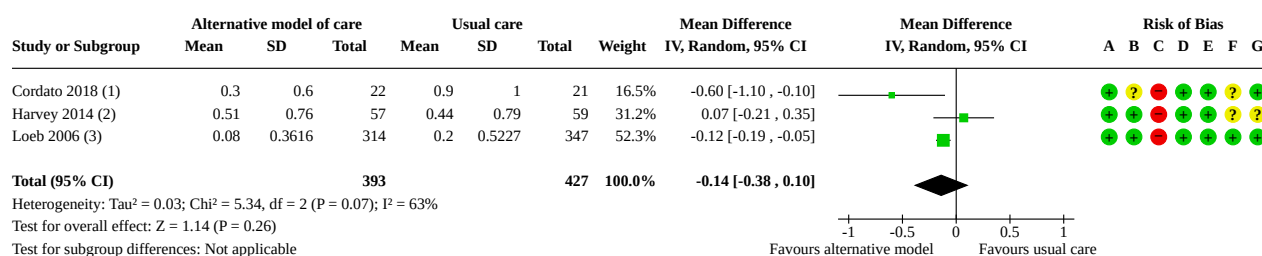 Alternative model of care Usual care Mean Difference Mean Difference Risk of Bias
Study or Subgroup Mean SD Total Mean SD Total Weight IV, Random, 95% CI IV, Random, 95% CI A B C D E F G
Cordato 2018 (1) 0.3 0.6 22 0.9 1 21 16.5% -0.60 [-1.10 , -0.10] + ? − + + ? +
Harvey 2014 (2) 0.51 0.76 57 0.44 0.79 59 31.2% 0.07 [-0.21 , 0.35] + + − + + ? ?
Loeb 2006 (3) 0.08 0.3616 314 0.2 0.5227 347 52.3% -0.12 [-0.19 , -0.05] + + − + + + +
Total (95% CI) 393 427 100.0% -0.14 [-0.38 , 0.10]
Heterogeneity: Tau² = 0.03; Chi² = 5.34, df = 2 (P = 0.07); I² = 63%
Test for overall effect: Z = 1.14 (P = 0.26) -1 -0.5 0 0.5 1
Test for subgroup differences: Not applicable Favours alternative model Favours usual care